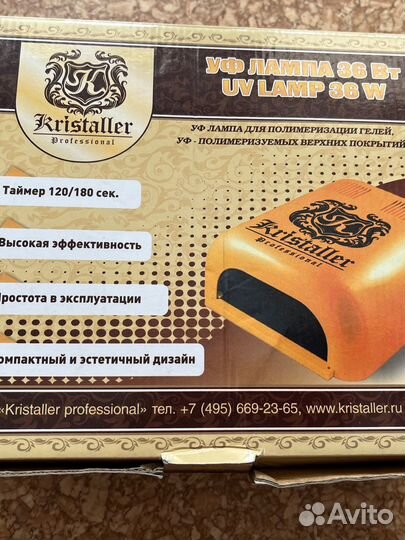 Kristaller
Professional
УФ ЛАМПА 36 Вт
UV LAMP 36 W
УФ ЛАМПА ДЛЯ ПОЛИМЕРИЗАЦИИ ГЕЛЕЙ,
УФ - ПОЛИМЕРИЗУЕМЫХ ВЕРХНИХ ПОКРЫТИЙ
Таймер 120/180 сек.
Высокая эффективность
Простота в эксплуатации
омпактный и эстетичный дизайн
Kristaller
Professional
«Kristaller professional» тел. +7 (495) 669-23-65, www.kristaller.ru
Avito